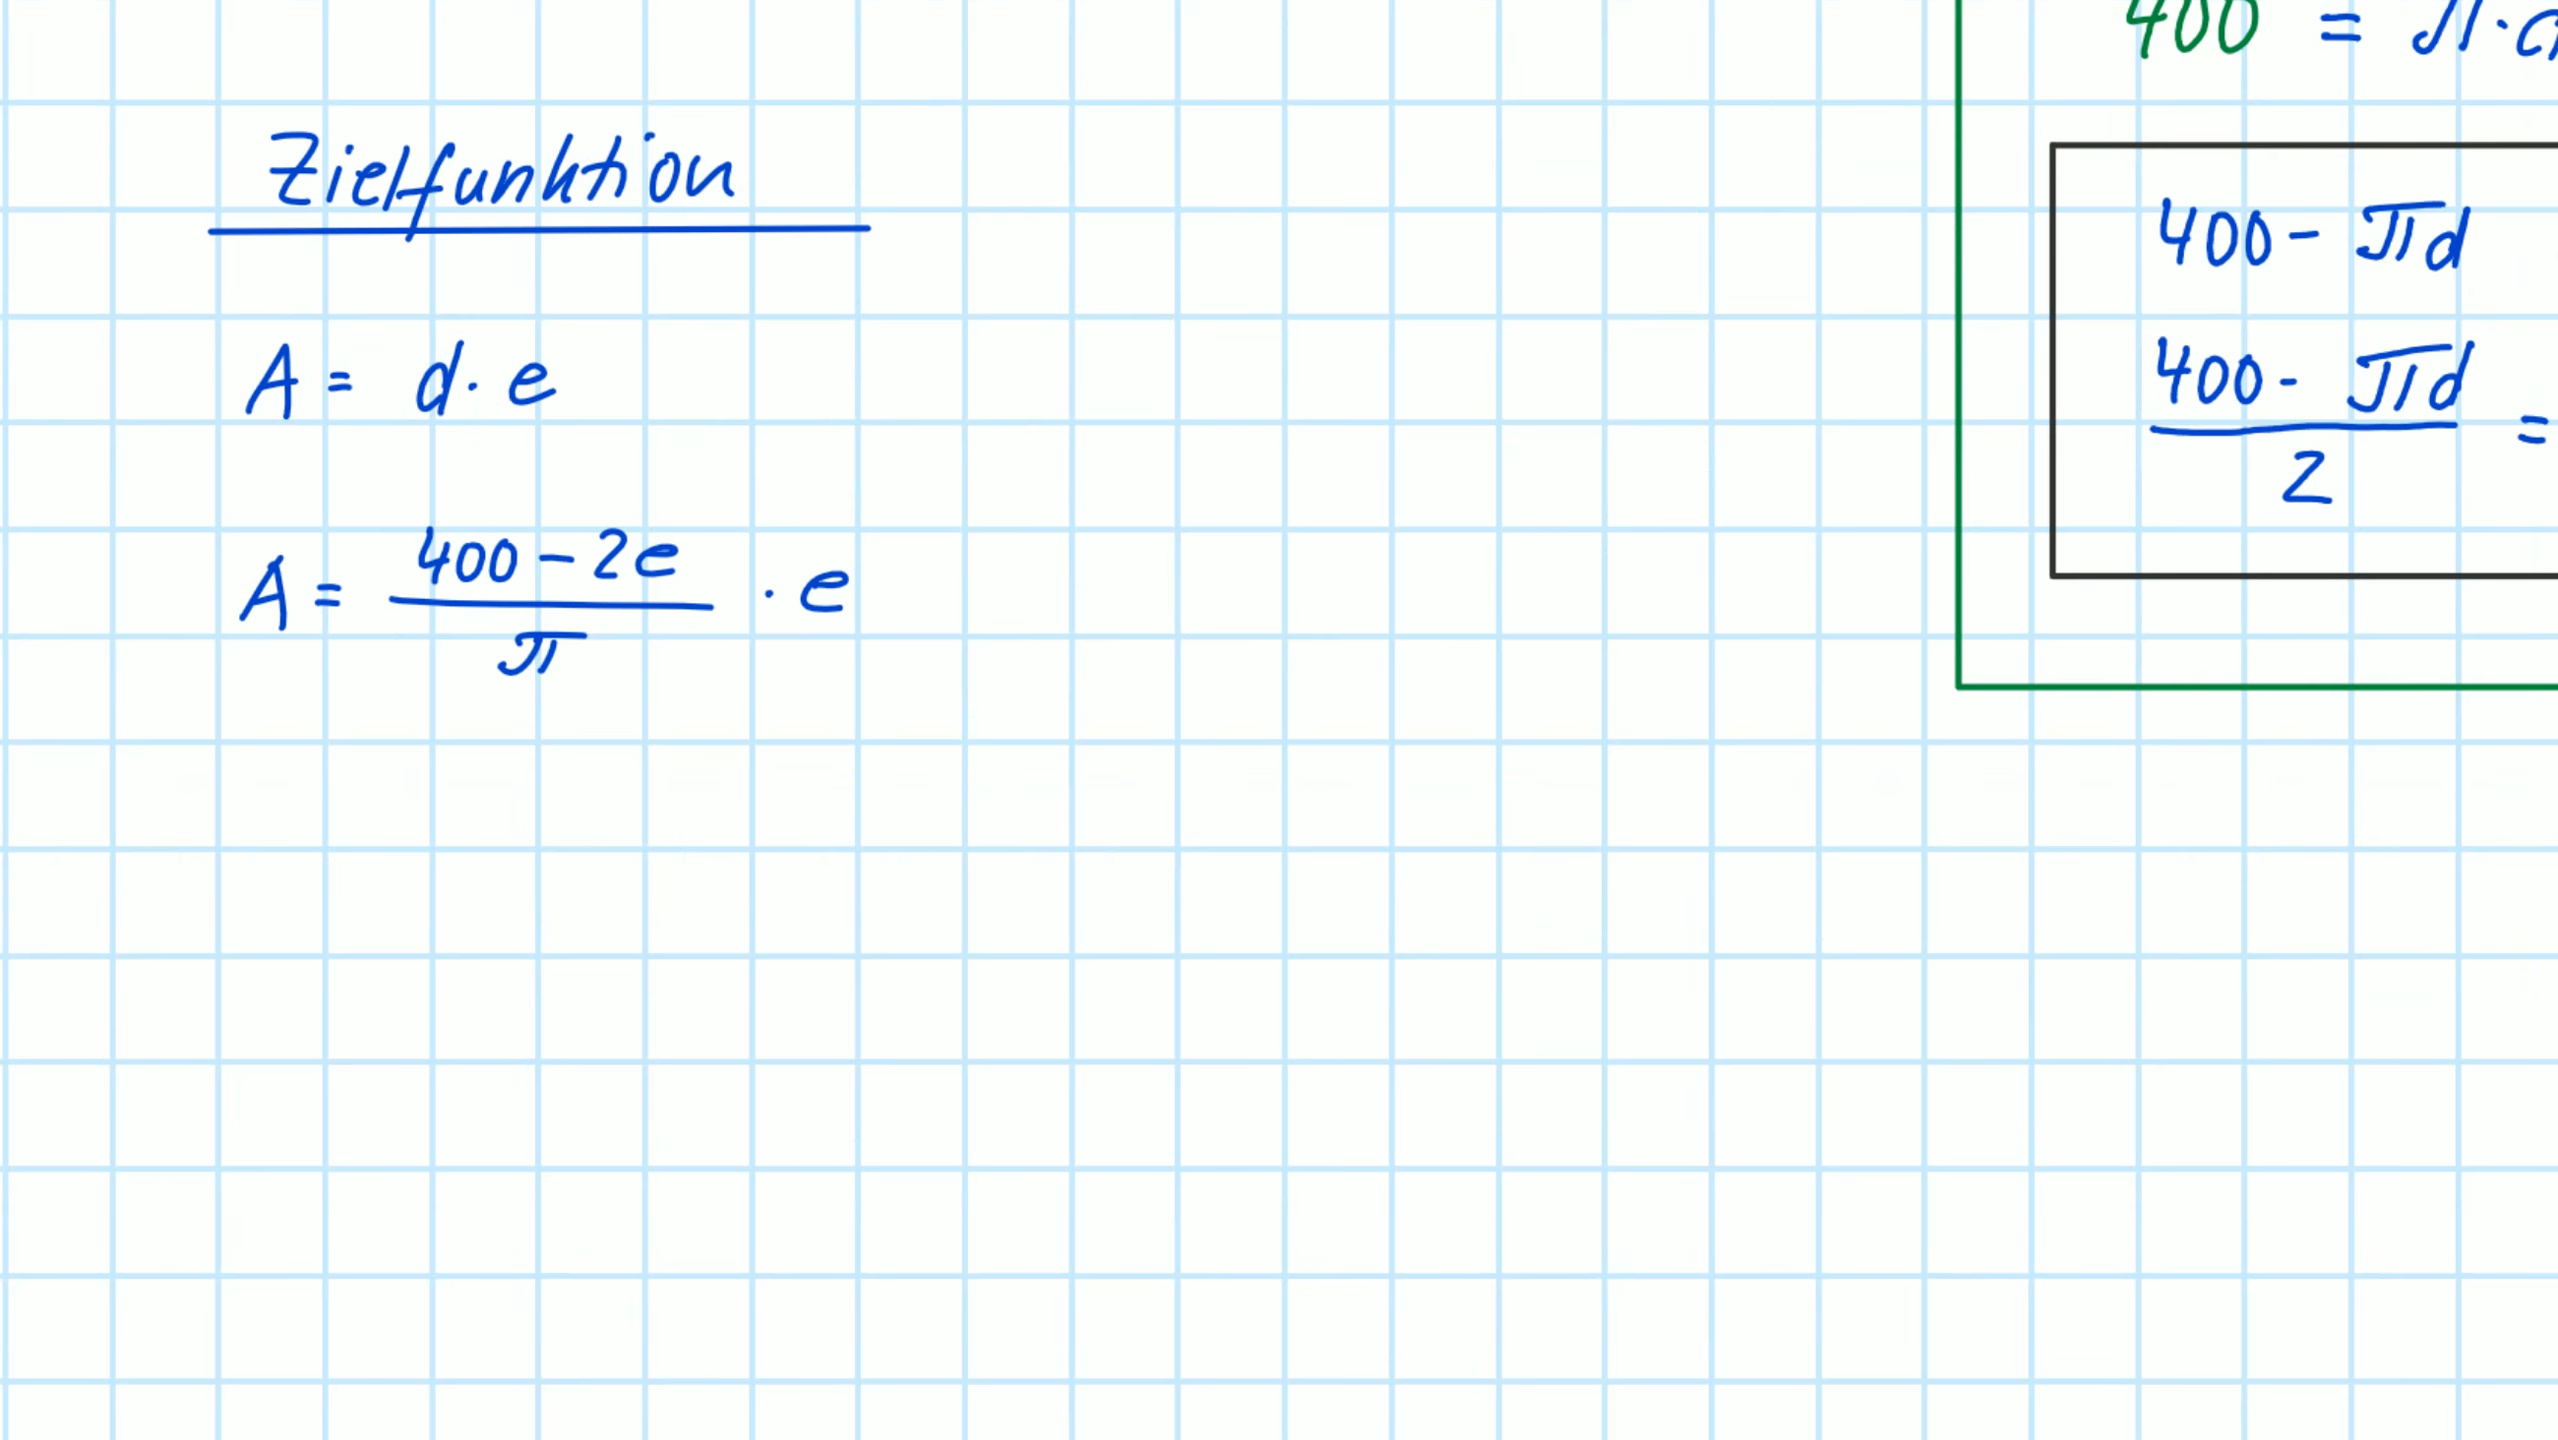 Zielfunktion
A = d · e
A = (400 - 2e)/π · e
400 = π ·
400 - πd
(400 - πd)/2 =